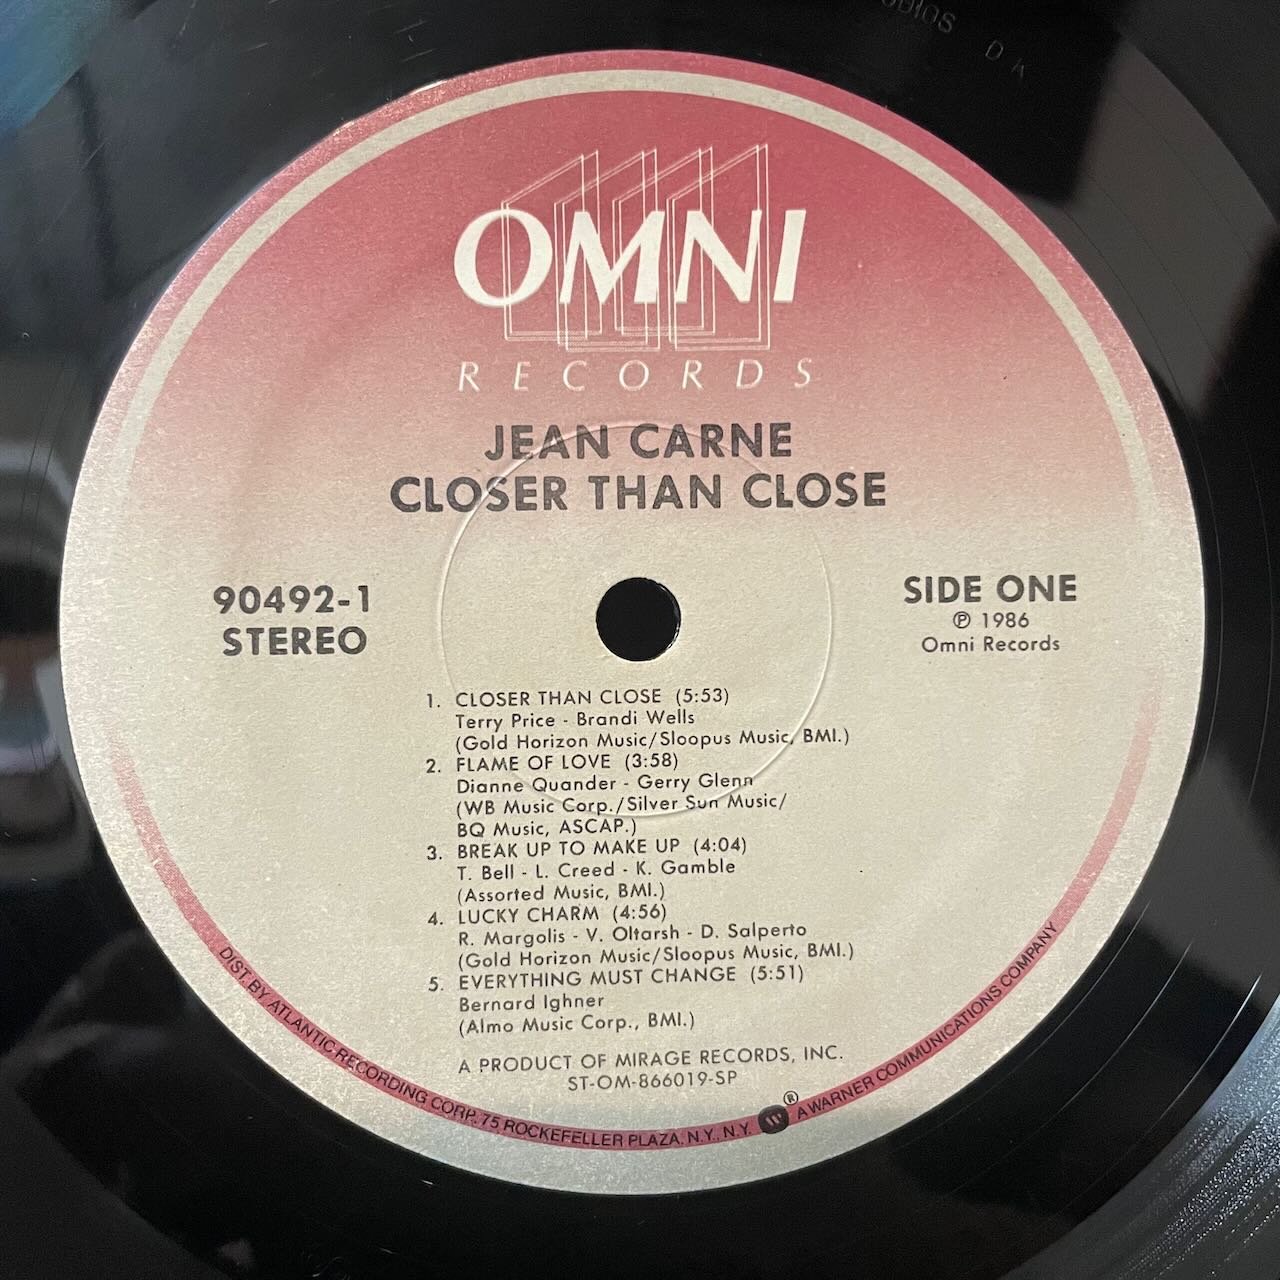 OMNI
RECORDS
JEAN CARNE
CLOSER THAN CLOSE
90492-1
STEREO
SIDE ONE
℗ 1986
Omni Records
1. CLOSER THAN CLOSE (5:53)
Terry Price - Brandi Wells
(Gold Horizon Music/Sloopus Music, BMI.)
2. FLAME OF LOVE (3:58)
Dianne Quander - Gerry Glenn
(WB Music Corp./Silver Sun Music/
BQ Music, ASCAP.)
3. BREAK UP TO MAKE UP (4:04)
T. Bell - L. Creed - K. Gamble
(Assorted Music, BMI.)
4. LUCKY CHARM (4:56)
R. Margolis - V. Oltarsh - D. Salperto
(Gold Horizon Music/Sloopus Music, BMI.)
5. EVERYTHING MUST CHANGE (5:51)
Bernard Ighner
(Almo Music Corp., BMI.)
A PRODUCT OF MIRAGE RECORDS, INC.
ST-OM-866019-SP
DIST. BY ATLANTIC RECORDING CORP. 75 ROCKEFELLER PLAZA. N.Y., N.Y. ® A WARNER COMMUNICATIONS COMPANY
D A